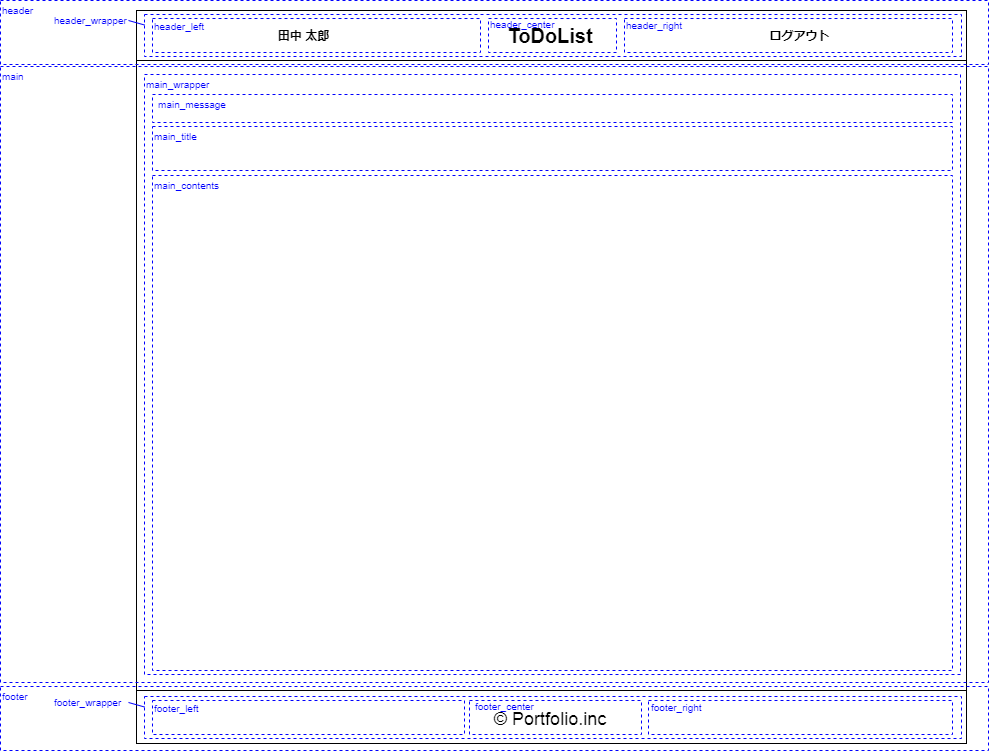 header
header_wrapper
header_left
田中 太郎
header_center
ToDoList
header_right
ログアウト
main
main_wrapper
main_message
main_title
main_contents
footer
footer_wrapper
footer_left
footer_center
© Portfolio.inc
footer_right